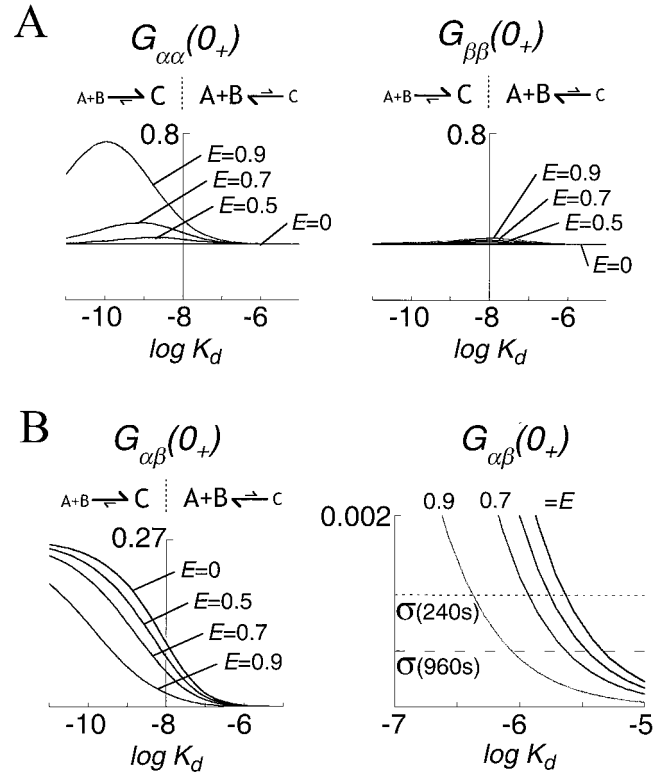 A
Gαα(0+) Gββ(0+)
A+B ⇌ C A+B ⇌ C A+B ⇌ C A+B ⇌ C
0.8 0.8
E=0.9 E=0.9
E=0.7 E=0.7
E=0.5 E=0.5
E=0 E=0
-10 -8 -6 -10 -8 -6
log Kd log Kd
B
Gαβ(0+) Gαβ(0+)
A+B ⇌ C A+B ⇌ C
0.9 0.7 =E
0.27 0.002
E=0
E=0.5
E=0.7
E=0.9
σ(240s)
σ(960s)
-10 -8 -6 -7 -6 -5
log Kd log Kd